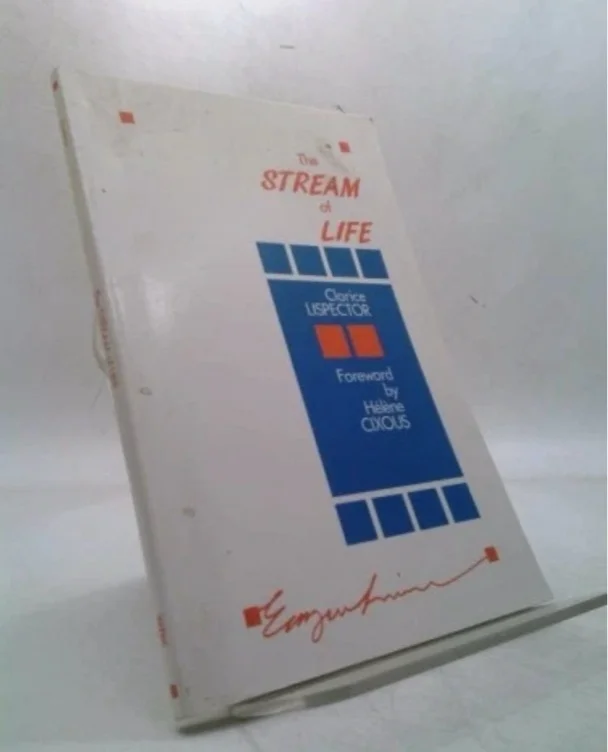 The
STREAM
of
LIFE
Clarice
LISPECTOR
Foreword
by
Hélène
CIXOUS